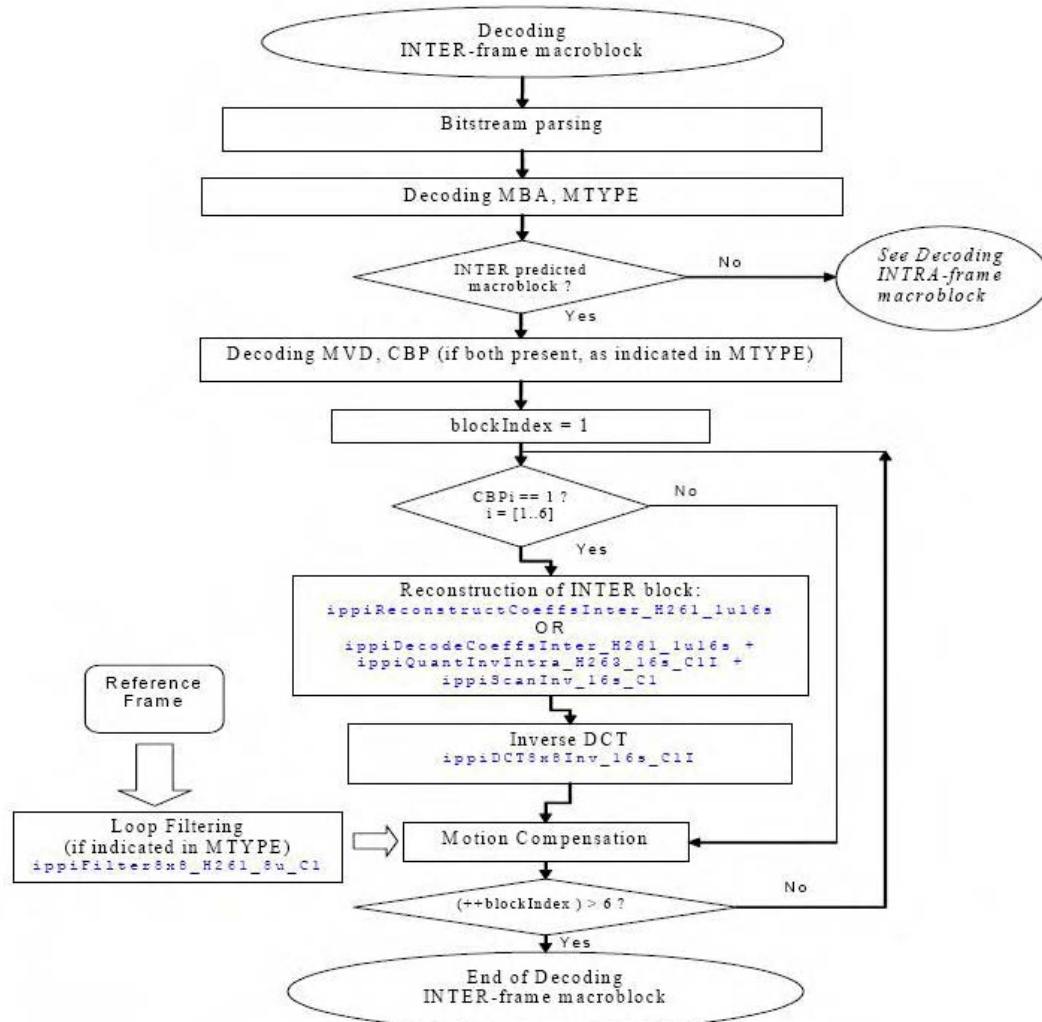 Decoding
INTER-frame macroblock
Bitstream parsing
Decoding MBA, MTYPE
INTER predicted
macroblock ?
No
See Decoding
INTRA-frame
macroblock
Yes
Decoding MVD, CBP (if both present, as indicated in MTYPE)
blockIndex = 1
CBPi == 1 ?
i = [1..6]
No
Yes
Reconstruction of INTER block:
ippiReconstructCoeffsInter_H261_1u16s
OR
ippiDecodeCoeffsInter_H261_1u16s +
ippiQuantInvIntra_H263_16s_C1I +
ippiScanInv_16s_C1
Reference
Frame
Inverse DCT
ippiDCT8x8Inv_16s_C1I
Loop Filtering
(if indicated in MTYPE)
ippiFilter8x8_H261_8u_C1
Motion Compensation
(++blockIndex ) > 6 ?
No
Yes
End of Decoding
INTER-frame macroblock